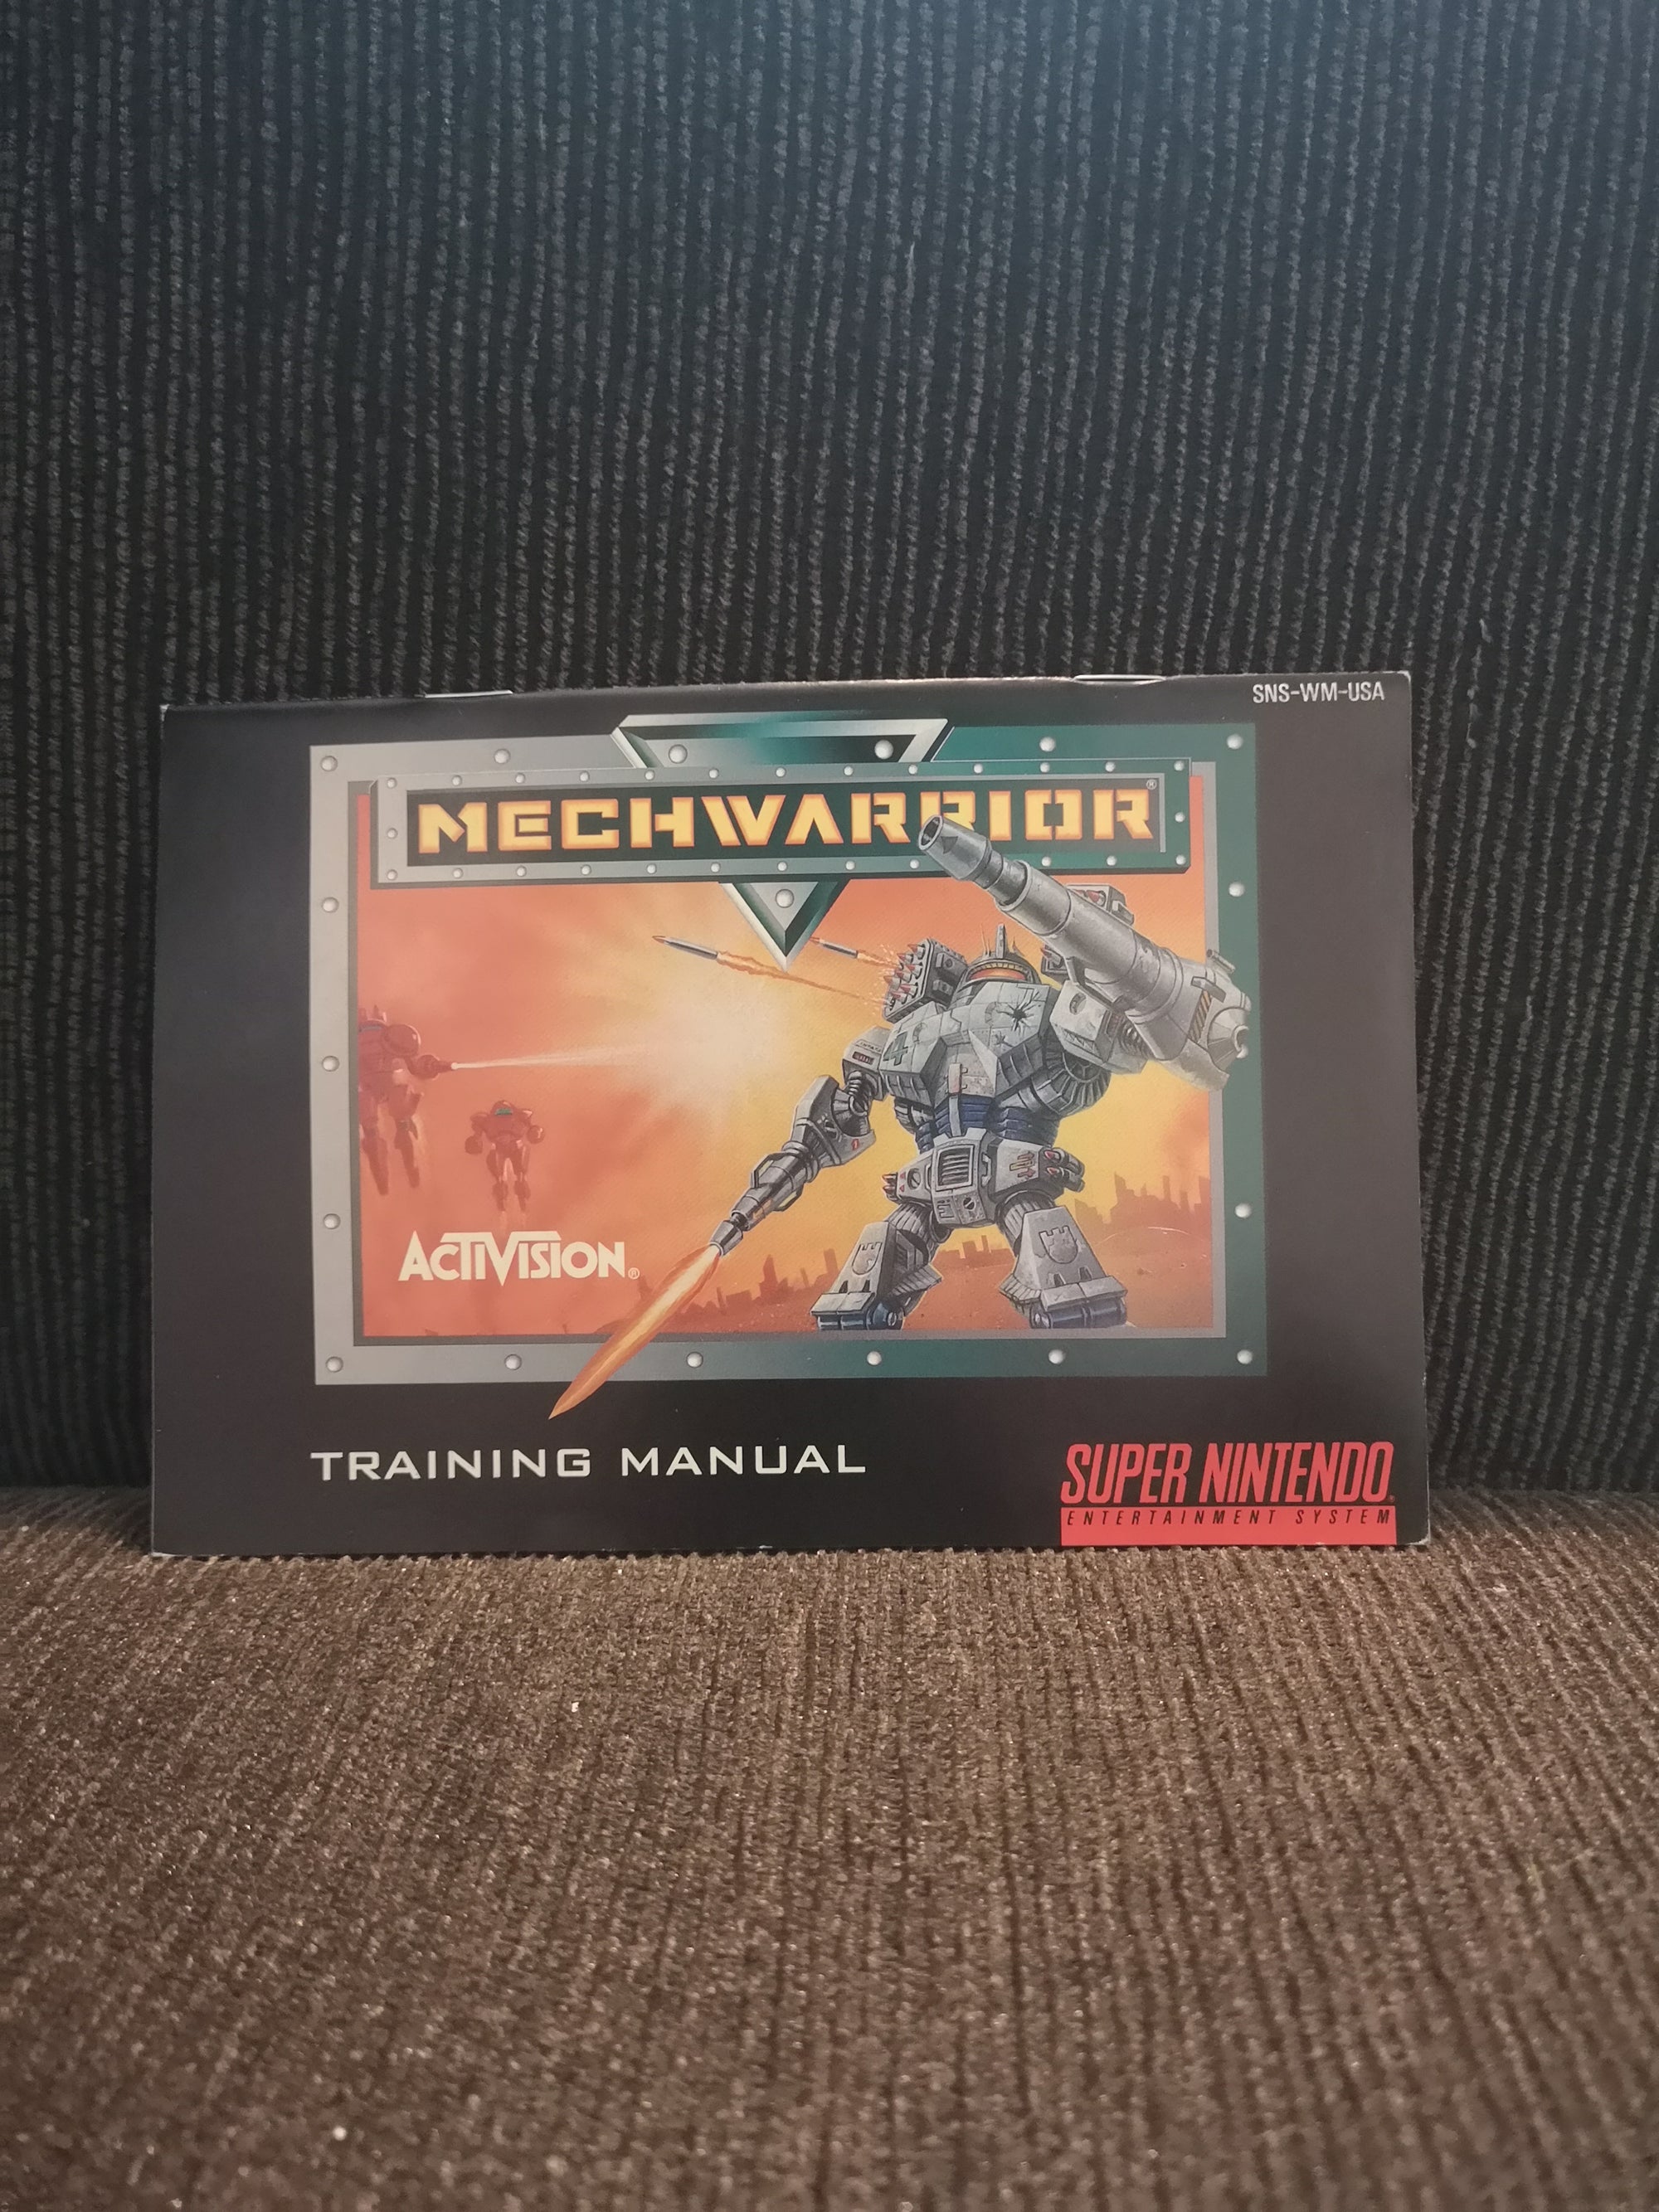 SNS-WM-USA
MECHWARRIOR®
ACTIVISION®
TRAINING MANUAL
SUPER NINTENDO
ENTERTAINMENT SYSTEM